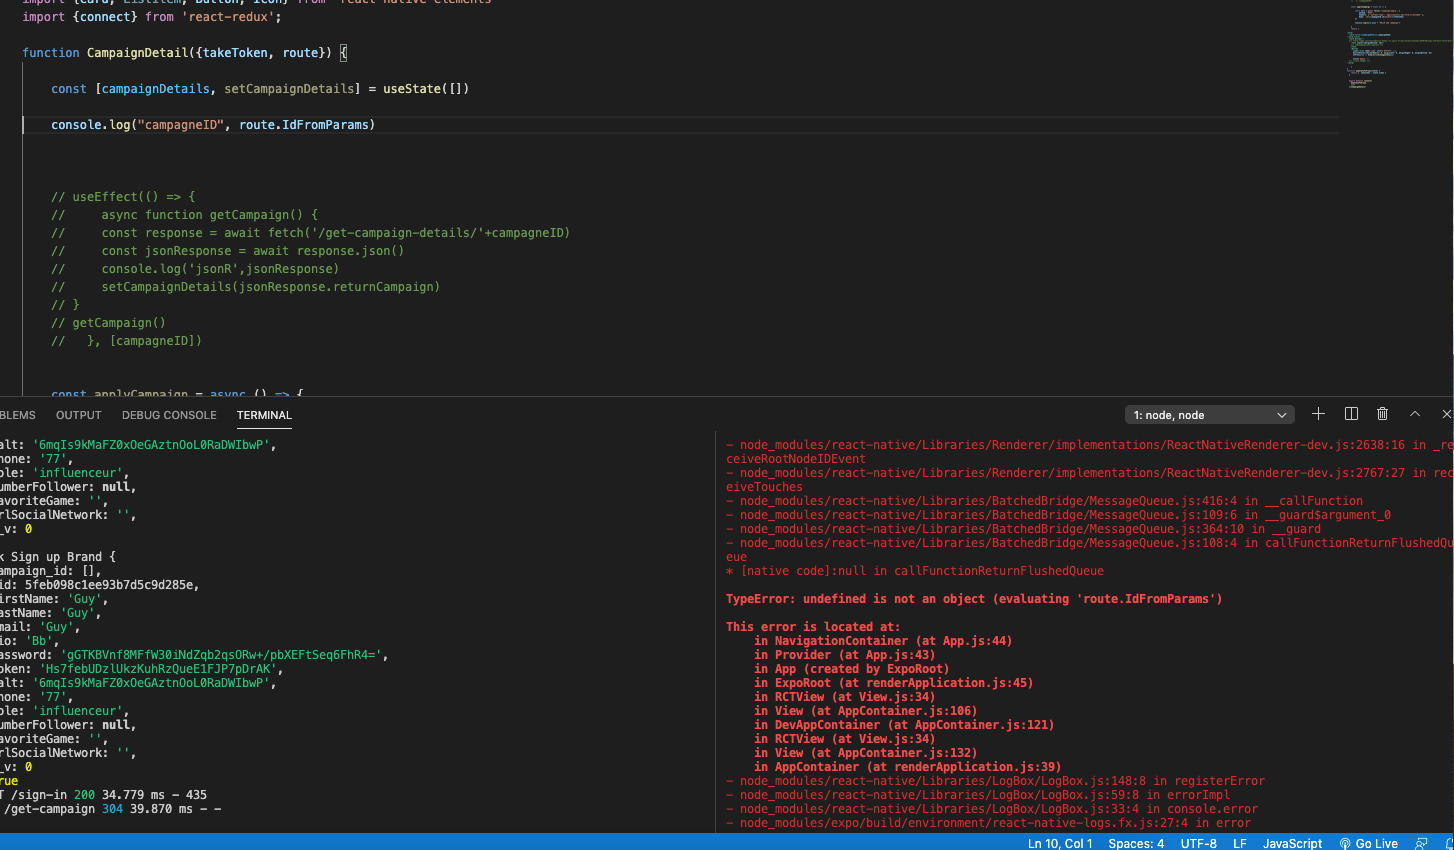 import {Card, ListItem, Button, Icon} from 'react-native-elements'
import {connect} from 'react-redux';
function CampaignDetail({takeToken, route}) {
const [campaignDetails, setCampaignDetails] = useState([])
console.log("campagneID", route.IdFromParams)
// useEffect(() => {
//     async function getCampaign() {
//     const response = await fetch('/get-campaign-details/'+campagneID)
//     const jsonResponse = await response.json()
//     console.log('jsonR',jsonResponse)
//     setCampaignDetails(jsonResponse.returnCampaign)
// }
// getCampaign()
//   }, [campagneID])
const applyCampaign = async () => {
BLEMS OUTPUT DEBUG CONSOLE TERMINAL
1: node, node
alt: '6mqIs9kMaFZ0xOeGAztnOoL0RaDWIbwP',
hone: '77',
ole: 'influenceur',
umberFollower: null,
avoriteGame: '',
rlSocialNetwork: '',
_v: 0
k Sign up Brand {
ampaign_id: [],
id: 5feb098c1ee93b7d5c9d285e,
irstName: 'Guy',
astName: 'Guy',
mail: 'Guy',
io: 'Bb',
assword: 'gGTKBVnf8MFfW30iNdZqb2qsORw+/pbXEFtSeq6FhR4=',
oken: 'Hs7febUDzlUkzKuhRzQueE1FJP7pDrAK',
alt: '6mqIs9kMaFZ0xOeGAztnOoL0RaDWIbwP',
hone: '77',
ole: 'influenceur',
umberFollower: null,
avoriteGame: '',
rlSocialNetwork: '',
_v: 0
rue
T /sign-in 200 34.779 ms - 435
/get-campaign 304 39.870 ms - -
- node_modules/react-native/Libraries/Renderer/implementations/ReactNativeRenderer-dev.js:2638:16 in _re
ceiveRootNodeIDEvent
- node_modules/react-native/Libraries/Renderer/implementations/ReactNativeRenderer-dev.js:2767:27 in rec
eiveTouches
- node_modules/react-native/Libraries/BatchedBridge/MessageQueue.js:416:4 in __callFunction
- node_modules/react-native/Libraries/BatchedBridge/MessageQueue.js:109:6 in __guard$argument_0
- node_modules/react-native/Libraries/BatchedBridge/MessageQueue.js:364:10 in __guard
- node_modules/react-native/Libraries/BatchedBridge/MessageQueue.js:108:4 in callFunctionReturnFlushedQu
eue
* [native code]:null in callFunctionReturnFlushedQueue
TypeError: undefined is not an object (evaluating 'route.IdFromParams')
This error is located at:
in NavigationContainer (at App.js:44)
in Provider (at App.js:43)
in App (created by ExpoRoot)
in ExpoRoot (at renderApplication.js:45)
in RCTView (at View.js:34)
in View (at AppContainer.js:106)
in DevAppContainer (at AppContainer.js:121)
in RCTView (at View.js:34)
in View (at AppContainer.js:132)
in AppContainer (at renderApplication.js:39)
- node_modules/react-native/Libraries/LogBox/LogBox.js:148:8 in registerError
- node_modules/react-native/Libraries/LogBox/LogBox.js:59:8 in errorImpl
- node_modules/react-native/Libraries/LogBox/LogBox.js:33:4 in console.error
- node_modules/expo/build/environment/react-native-logs.fx.js:27:4 in error
Ln 10, Col 1 Spaces: 4 UTF-8 LF JavaScript Go Live